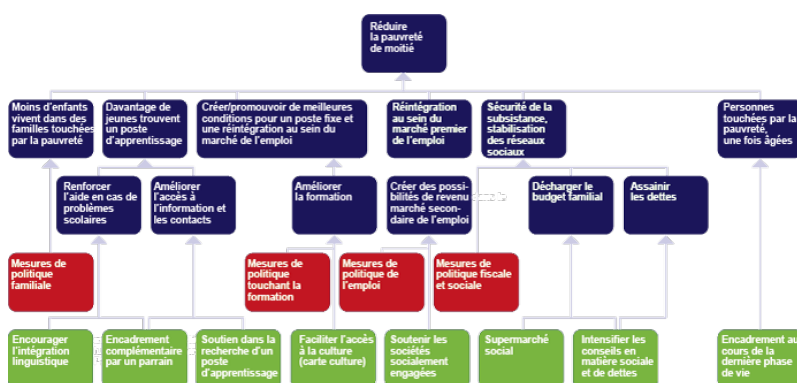 Réduire
la pauvreté
de moitié
Moins d'enfants
vivent dans des
familles touchées
par la pauvreté
Davantage de
jeunes trouvent
un poste
d'apprentissage
Créer/promouvoir de meilleures
conditions pour un poste fixe et
une réintégration au sein du
marché de l'emploi
Réintégration
au sein du
marché premier
de l'emploi
Sécurité de la
subsistance,
stabilisation
des réseaux
sociaux
Personnes
touchées par la
pauvreté,
une fois âgées
Renforcer
l'aide en cas de
problèmes
scolaires
Améliorer
l'accès à
l'information et
les contacts
Améliorer
la formation
Créer des possi-
bilités de revenu
marché secon-
daire de l'emploi
Décharger le
budget familial
Assainir
les dettes
Mesures de
politique
familiale
Mesures de
politique
touchant la
formation
Mesures de
politique de
l'emploi
Mesures de
politique fiscale
et sociale
Encourager
l'intégration
linguistique
Encadrement
complémentaire
par un parrain
Soutien dans la
recherche d'un
poste
d'apprentissage
Faciliter l'accès
à la culture
(carte culture)
Soutenir les
sociétés
socialement
engagées
Supermarché
social
Intensifier les
conseils en
matière sociale
et de dettes
Encadrement au
cours de la
dernière phase
de vie